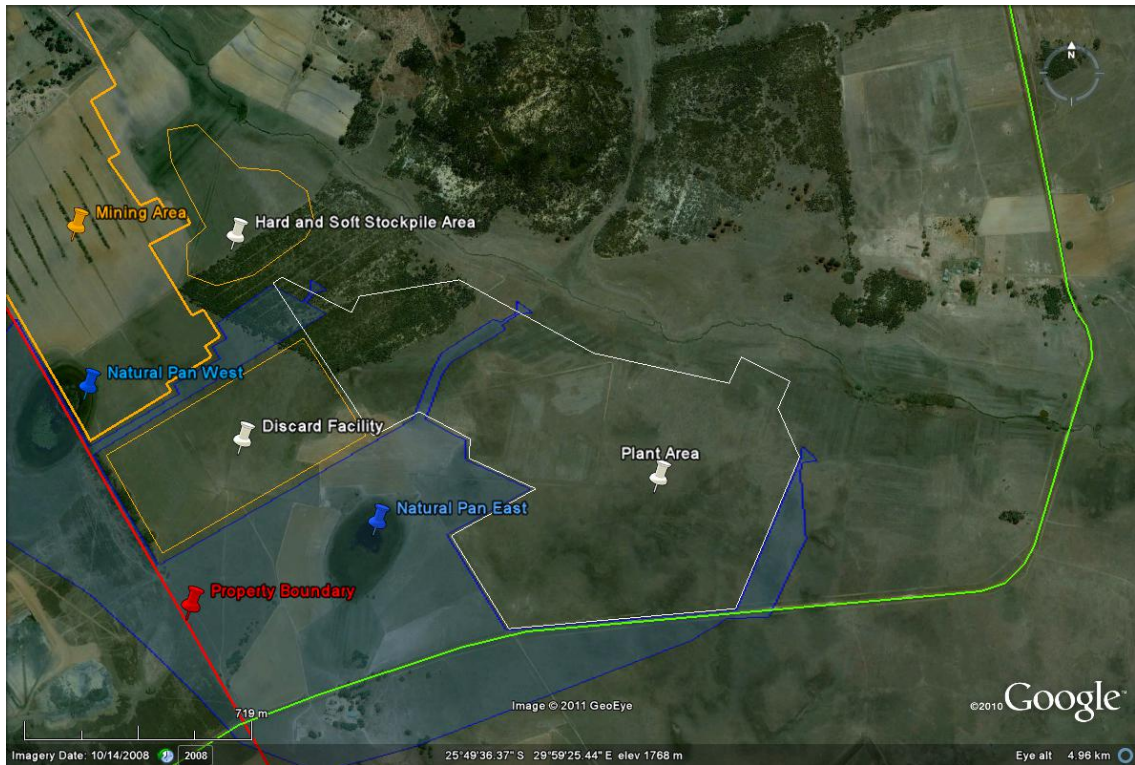 N
Mining Area
Hard and Soft Stockpile Area
Natural Pan West
Discard Facility
Plant Area
Natural Pan East
Property Boundary
719 m
Image © 2011 GeoEye
©2010 Google™
Imagery Date: 10/14/2008 2008 25°49'36.37" S 29°59'25.44" E elev 1768 m Eye alt 4.96 km